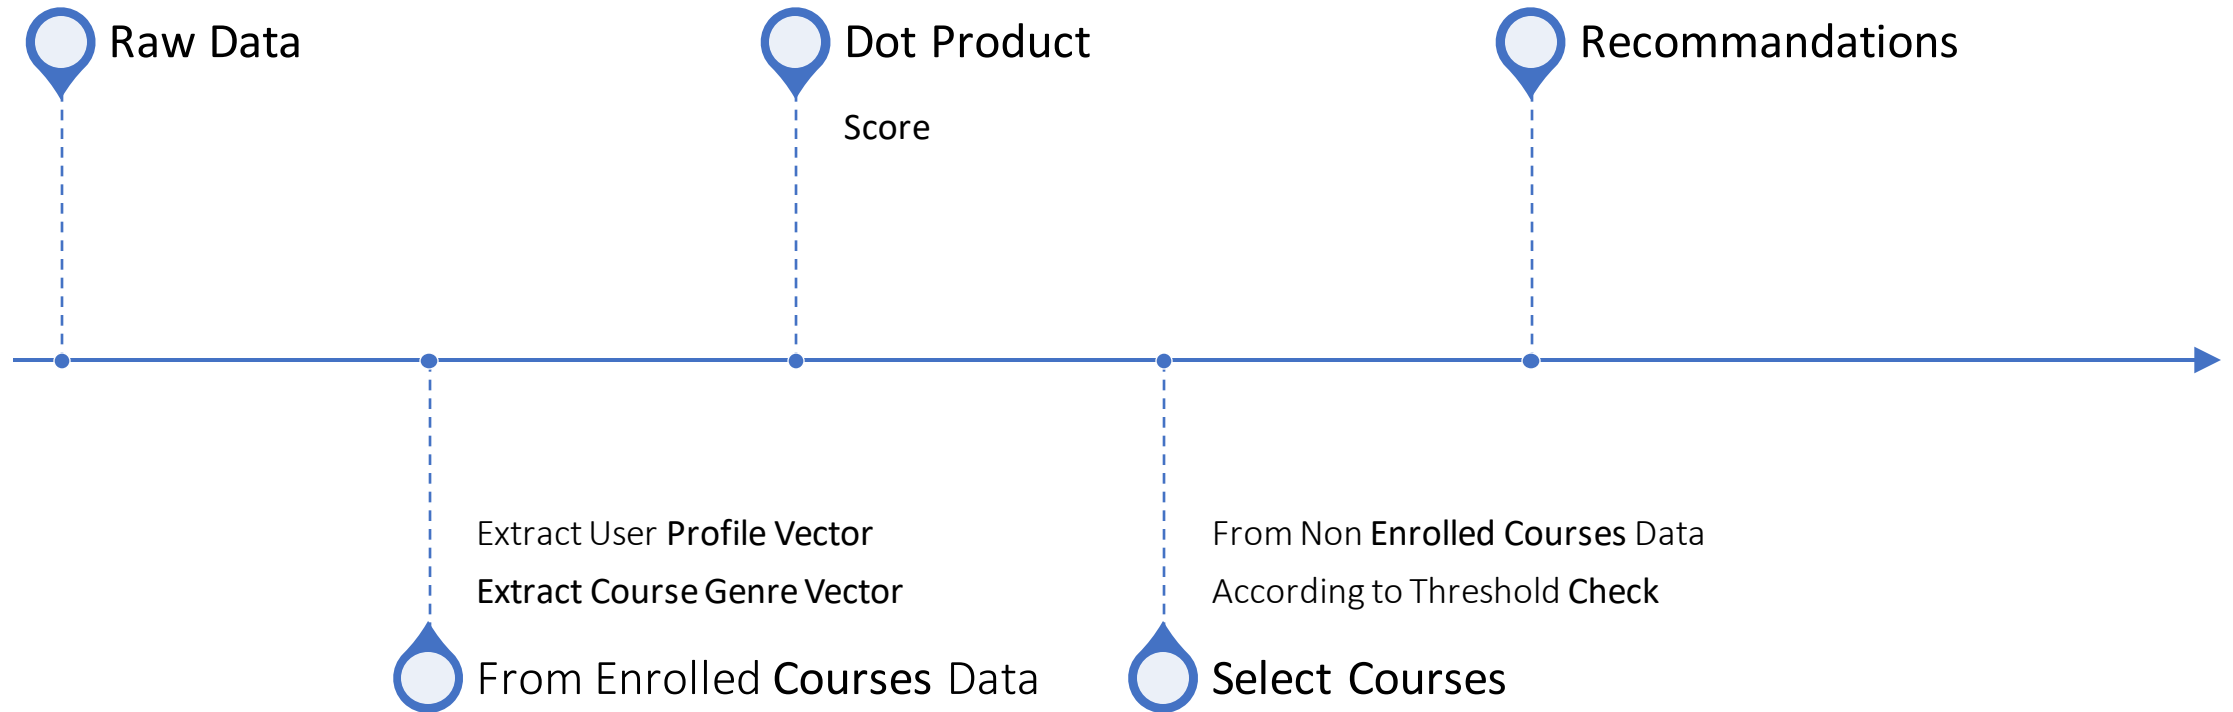 Raw Data
Dot Product
Score
Recommandations
Extract User Profile Vector
Extract Course Genre Vector
From Enrolled Courses Data
From Non Enrolled Courses Data
According to Threshold Check
Select Courses